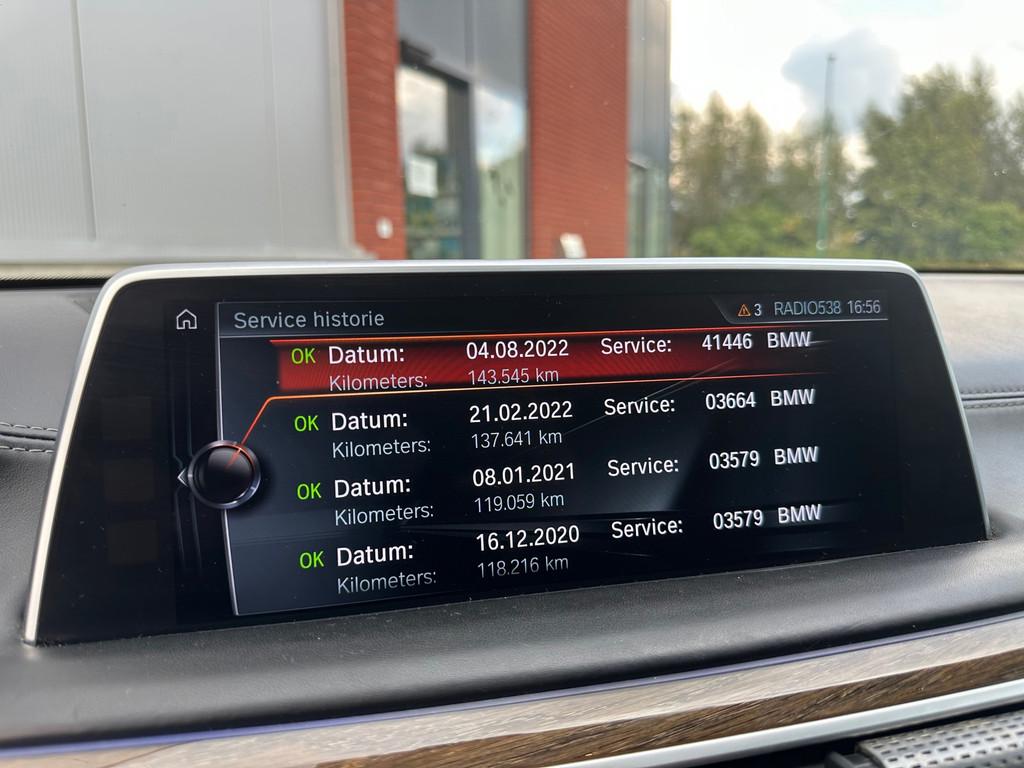 Service historie 3 RADIO538 16:56
OK Datum: 04.08.2022 Service: 41446 BMW
Kilometers: 143.545 km
OK Datum: 21.02.2022 Service: 03664 BMW
Kilometers: 137.641 km
OK Datum: 08.01.2021 Service: 03579 BMW
Kilometers: 119.059 km
OK Datum: 16.12.2020 Service: 03579 BMW
Kilometers: 118.216 km